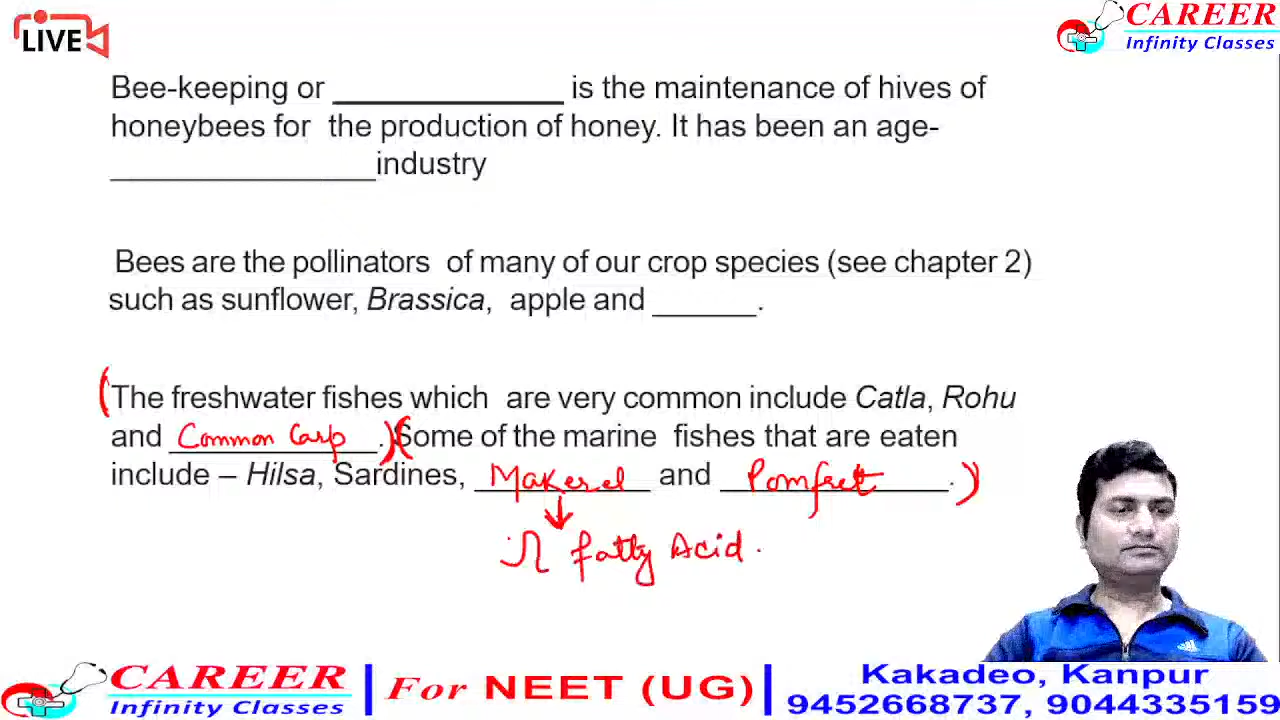 LIVE
CAREER
Infinity Classes
Bee-keeping or ______________ is the maintenance of hives of
honeybees for the production of honey. It has been an age-
________________industry
Bees are the pollinators of many of our crop species (see chapter 2)
such as sunflower, Brassica, apple and ______.
(The freshwater fishes which are very common include Catla, Rohu
and Common Carp.)(Some of the marine fishes that are eaten
include – Hilsa, Sardines, Makerel and Pomfret.)
↓
Ω fatty Acid.
CAREER
Infinity Classes
For NEET (UG)
Kakadeo, Kanpur
9452668737, 9044335159